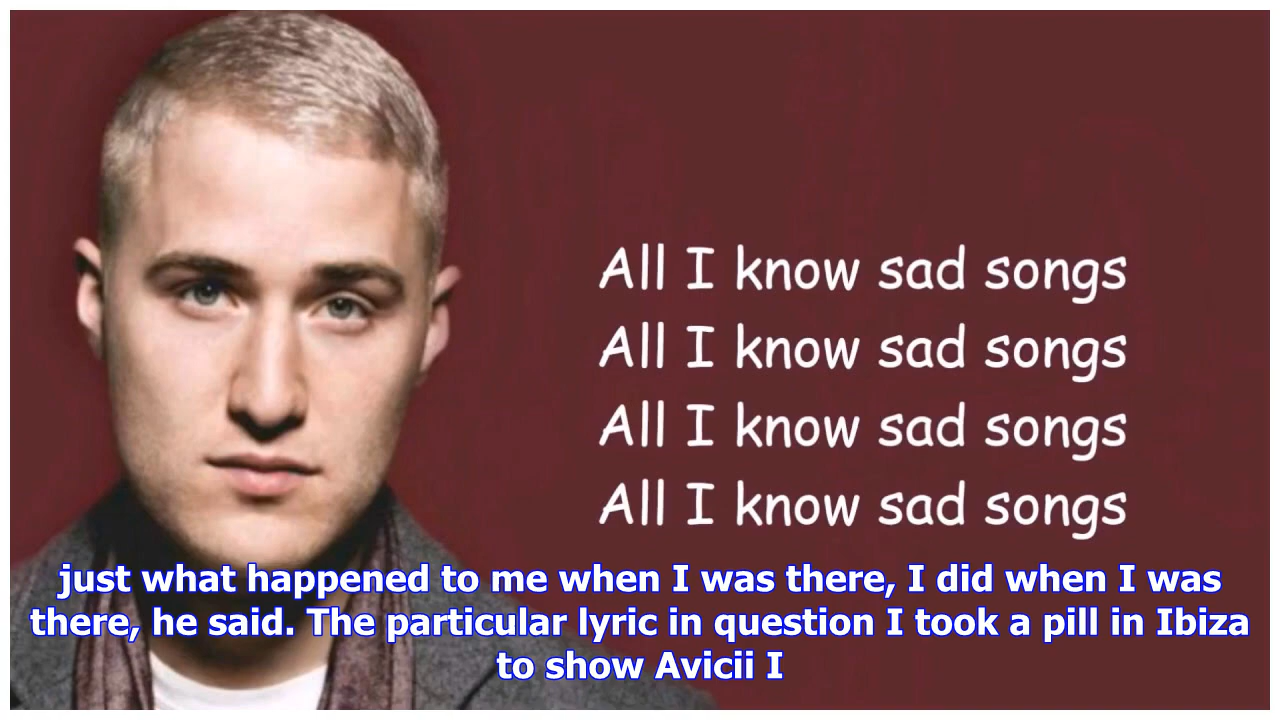 All I know sad songs
All I know sad songs
All I know sad songs
All I know sad songs
just what happened to me when I was there, I did when I was
there, he said. The particular lyric in question I took a pill in Ibiza
to show Avicii I